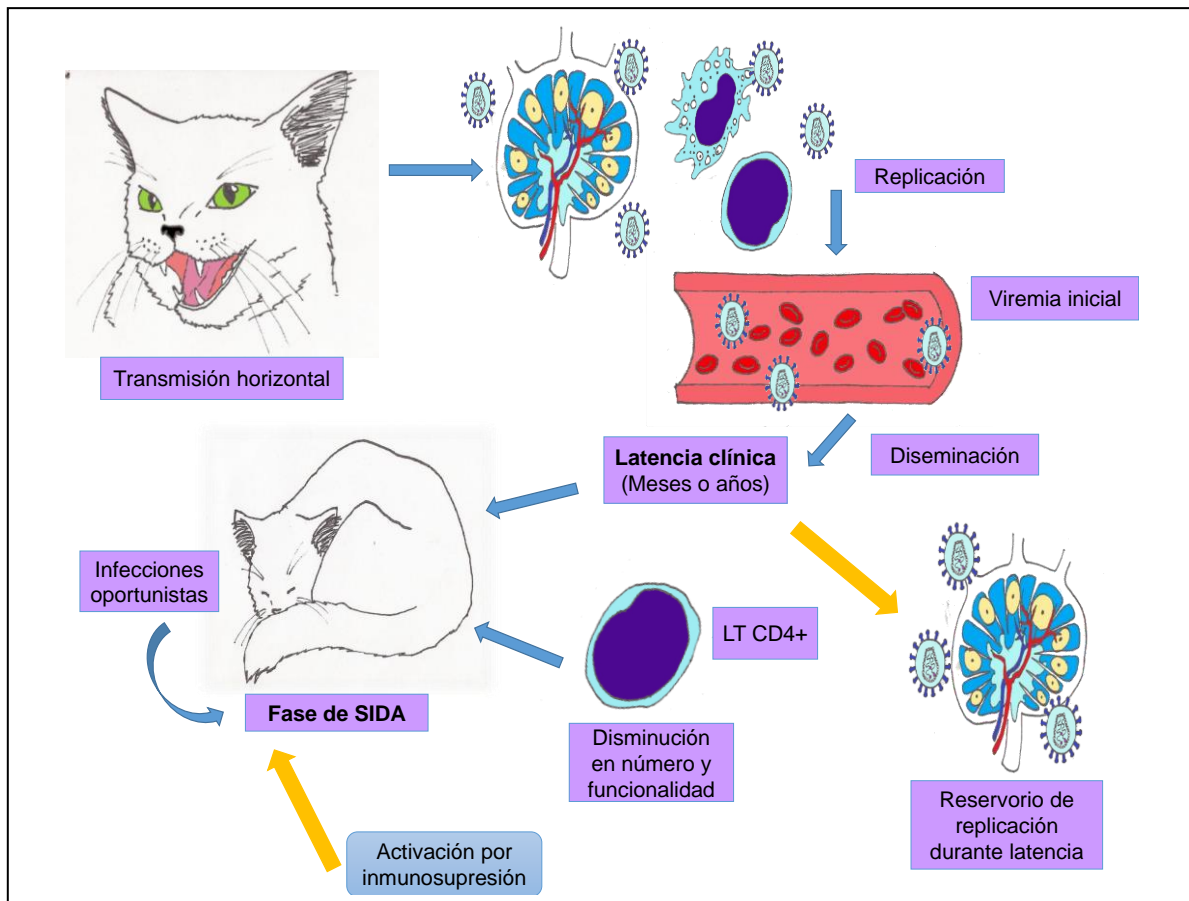 Replicación
Viremia inicial
Transmisión horizontal
Latencia clínica
(Meses o años)
Diseminación
Infecciones
oportunistas
LT CD4+
Fase de SIDA
Disminución
en número y
funcionalidad
Reservorio de
replicación
durante latencia
Activación por
inmunosupresión